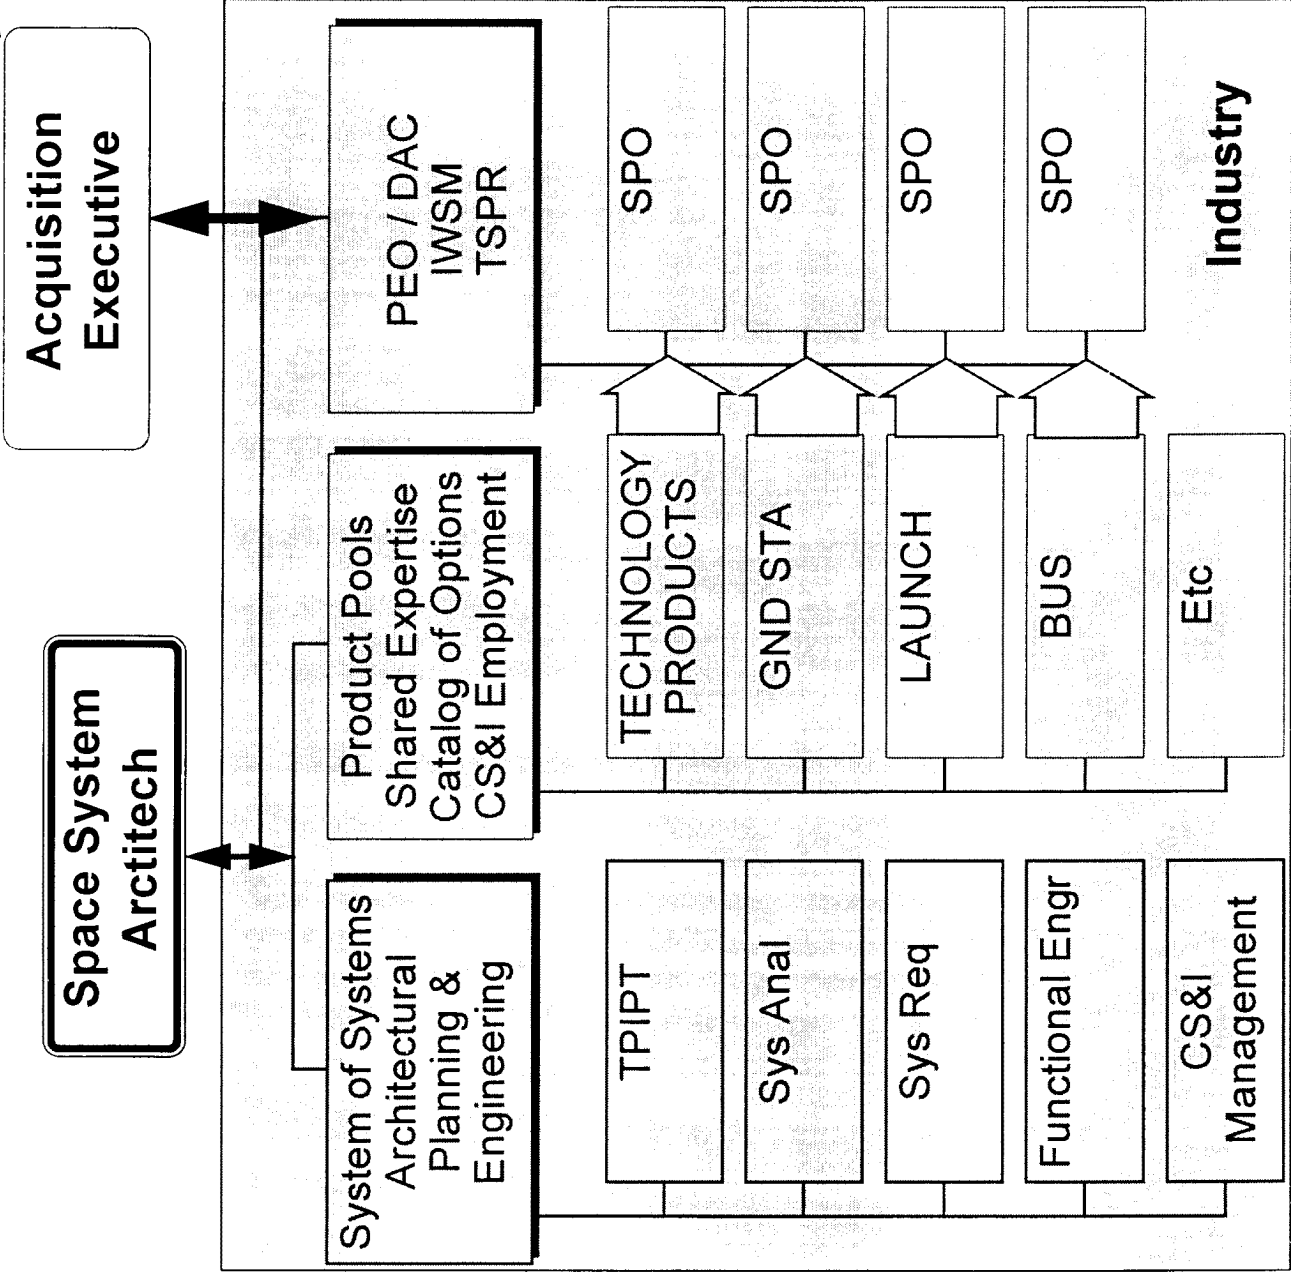 Space System
Arctitech
Acquisition
Executive
System of Systems
Architectural
Planning &
Engineering
Product Pools
Shared Expertise
Catalog of Options
CS&I Employment
PEO / DAC
IWSM
TSPR
TPIPT
TECHNOLOGY
PRODUCTS
SPO
Sys Anal
GND STA
SPO
Sys Req
LAUNCH
SPO
Functional Engr
BUS
SPO
CS&I
Management
Etc
Industry